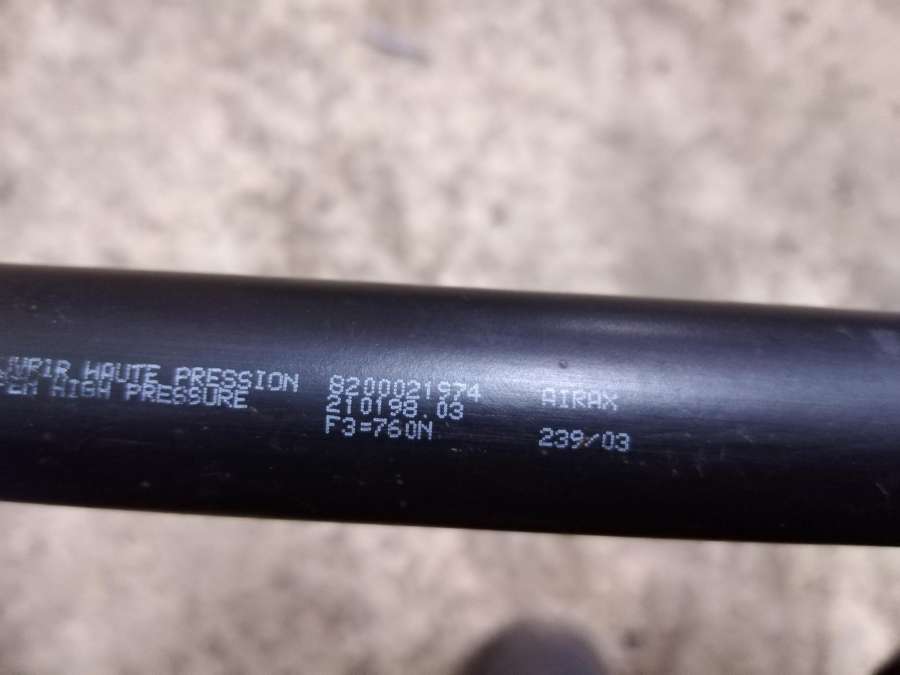 HAUTE PRESSION
HIGH PRESSURE
8200021974
210198.03
F3=760N
AIRAX
239/03